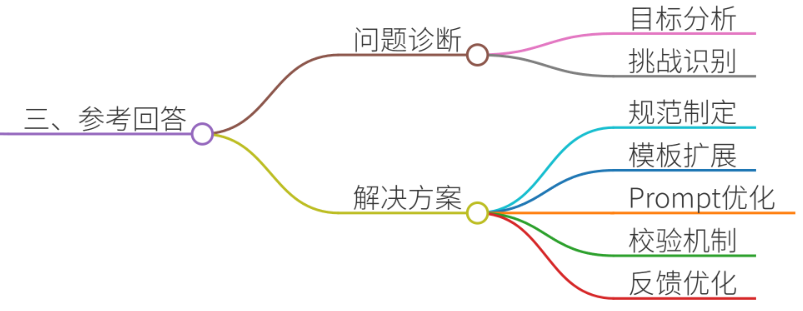 三、参考回答
问题诊断
目标分析
挑战识别
解决方案
规范制定
模板扩展
Prompt优化
校验机制
反馈优化